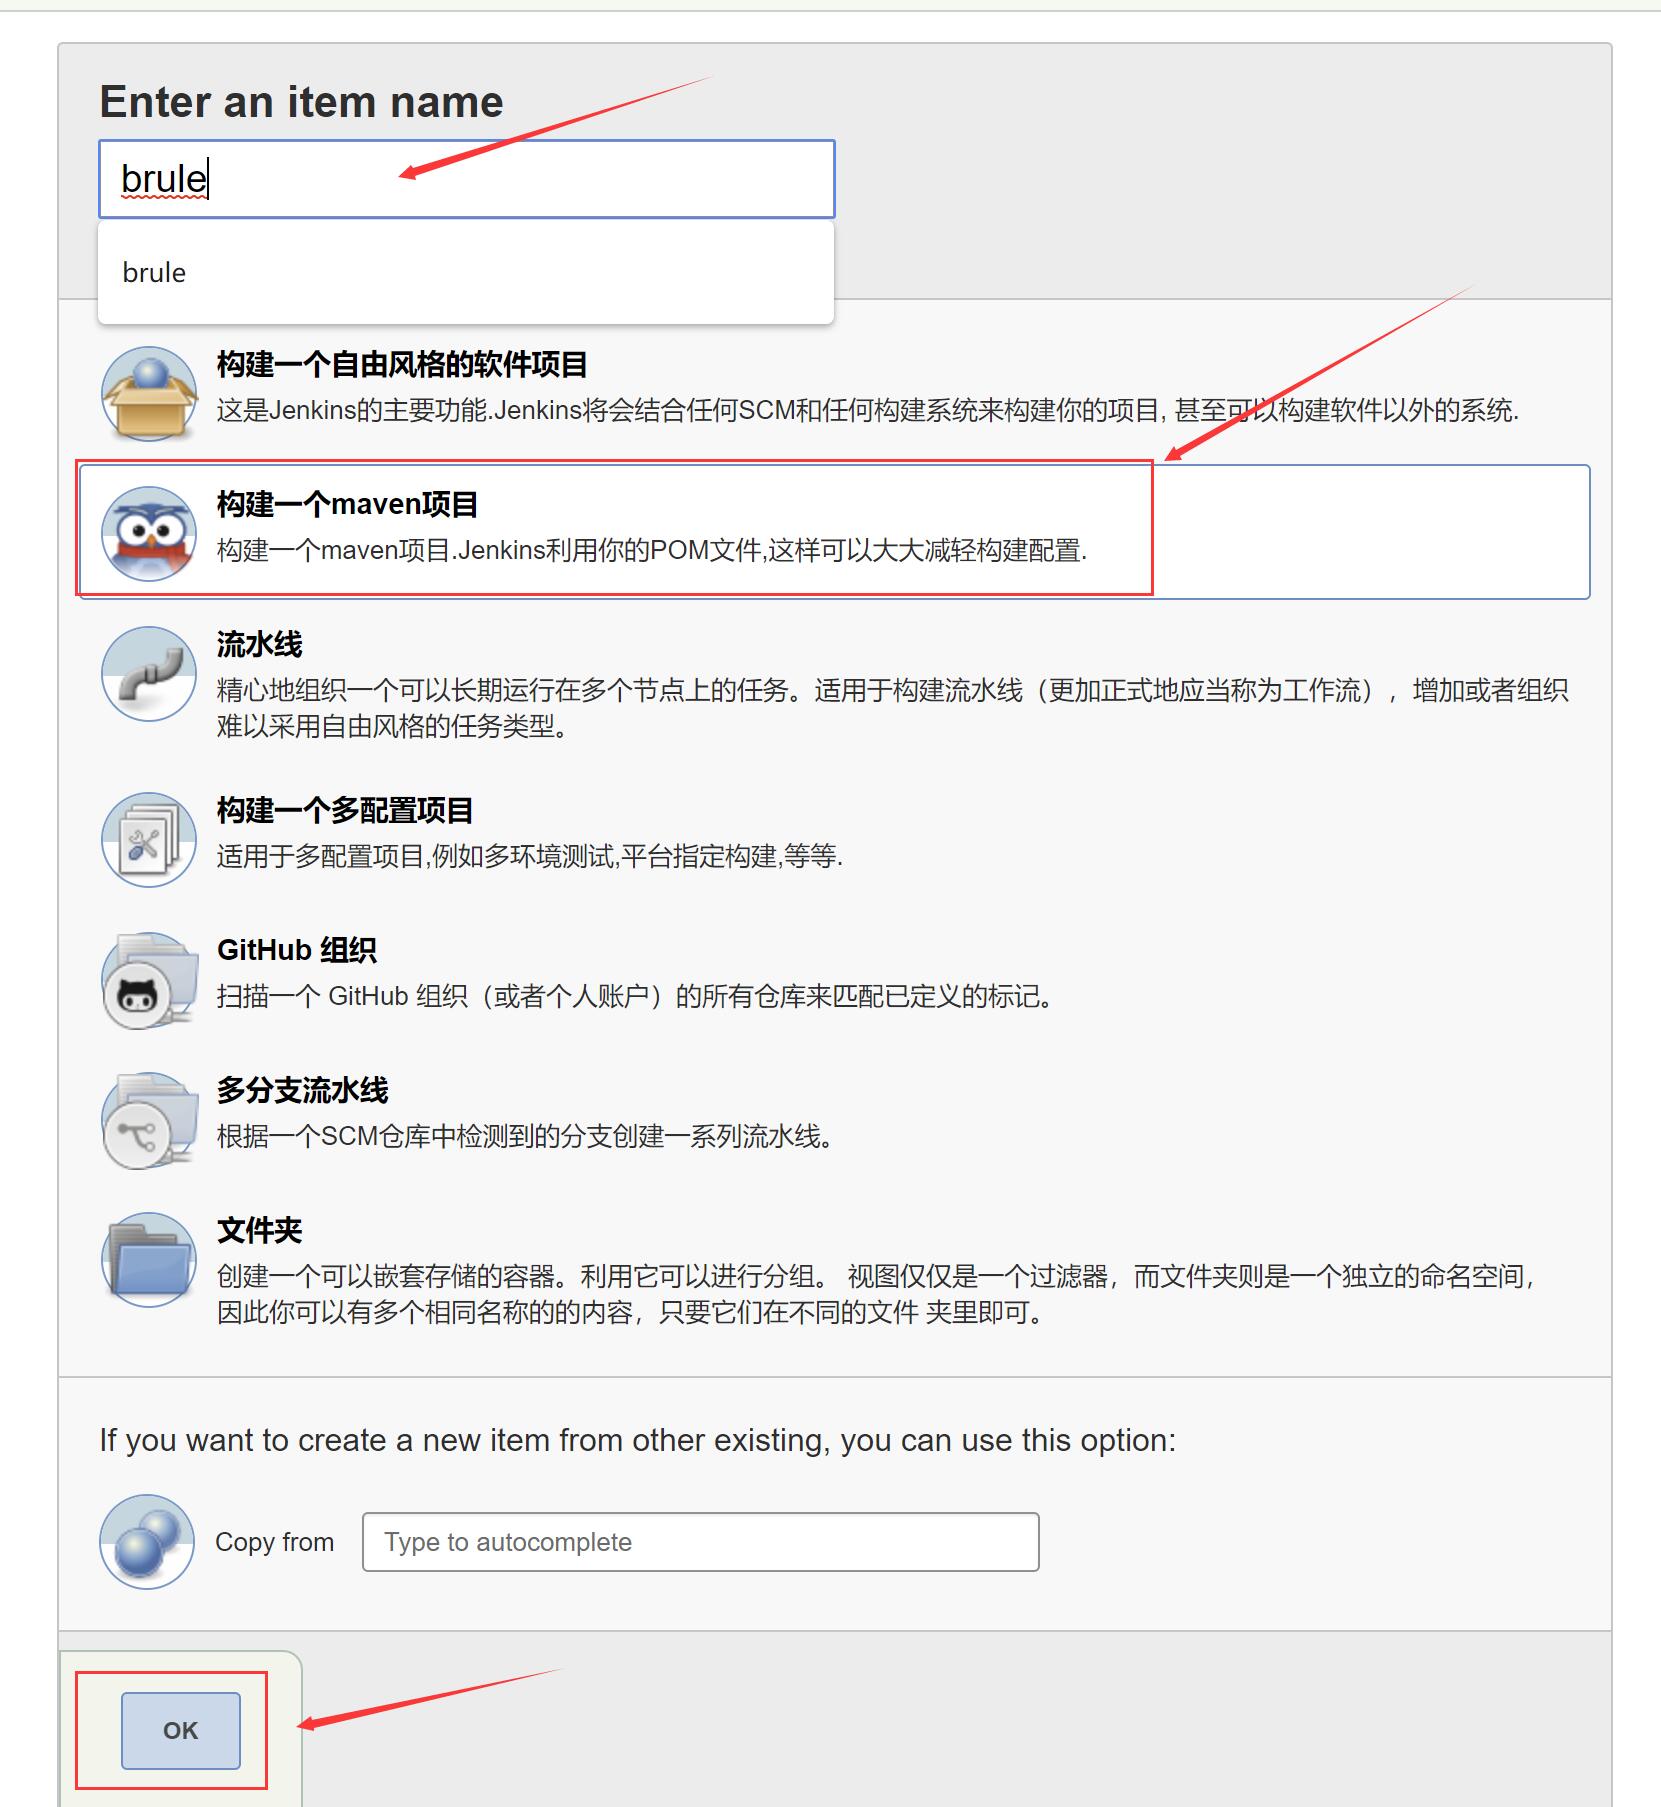 Enter an item name
brule
brule
构建一个自由风格的软件项目
这是Jenkins的主要功能.Jenkins将会结合任何SCM和任何构建系统来构建你的项目, 甚至可以构建软件以外的系统.
构建一个maven项目
构建一个maven项目.Jenkins利用你的POM文件,这样可以大大减轻构建配置.
流水线
精心地组织一个可以长期运行在多个节点上的任务。适用于构建流水线（更加正式地应当称为工作流），增加或者组织
难以采用自由风格的任务类型。
构建一个多配置项目
适用于多配置项目,例如多环境测试,平台指定构建,等等.
GitHub 组织
扫描一个 GitHub 组织（或者个人账户）的所有仓库来匹配已定义的标记。
多分支流水线
根据一个SCM仓库中检测到的分支创建一系列流水线。
文件夹
创建一个可以嵌套存储的容器。利用它可以进行分组。 视图仅仅是一个过滤器，而文件夹则是一个独立的命名空间，
因此你可以有多个相同名称的的内容，只要它们在不同的文件 夹里即可。
If you want to create a new item from other existing, you can use this option:
Copy from
Type to autocomplete
OK